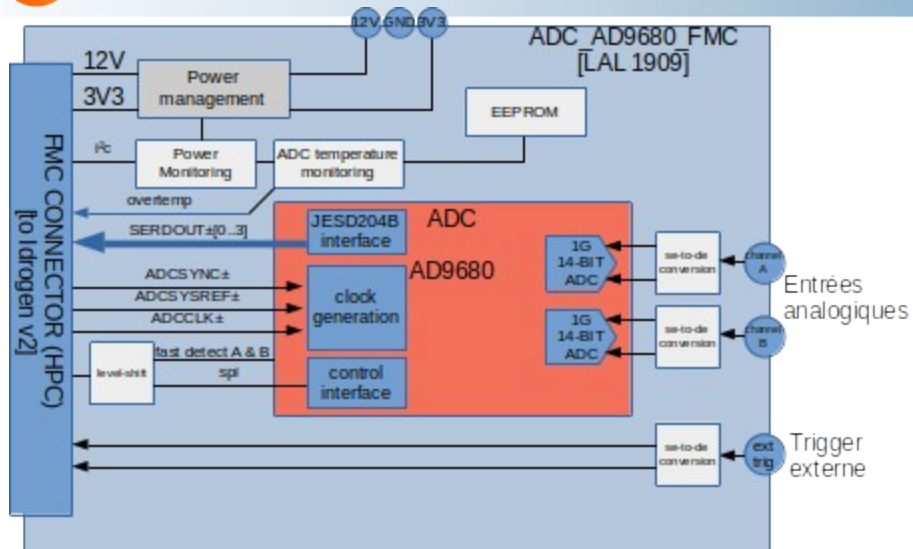 12V GND 3V3
ADC_AD9680_FMC
[LAL 1909]
12V
3V3
Power
management
EEPROM
FMC CONNECTOR (HPC)
[to Idrogen v2]
i²c
Power
Monitoring
ADC temperature
monitoring
overtemp
SERDOUT±[0..3]
JESD204B
interface
ADC
AD9680
ADCSYNC±
ADCSYSREF±
ADCCLK±
clock
generation
1G
14-BIT
ADC
se-to-de
conversion
channel
A
1G
14-BIT
ADC
se-to-de
conversion
channel
B
Entrées
analogiques
level-shift
fast detect A & B
spi
control
interface
se-to-de
conversion
ext
trig
Trigger
externe